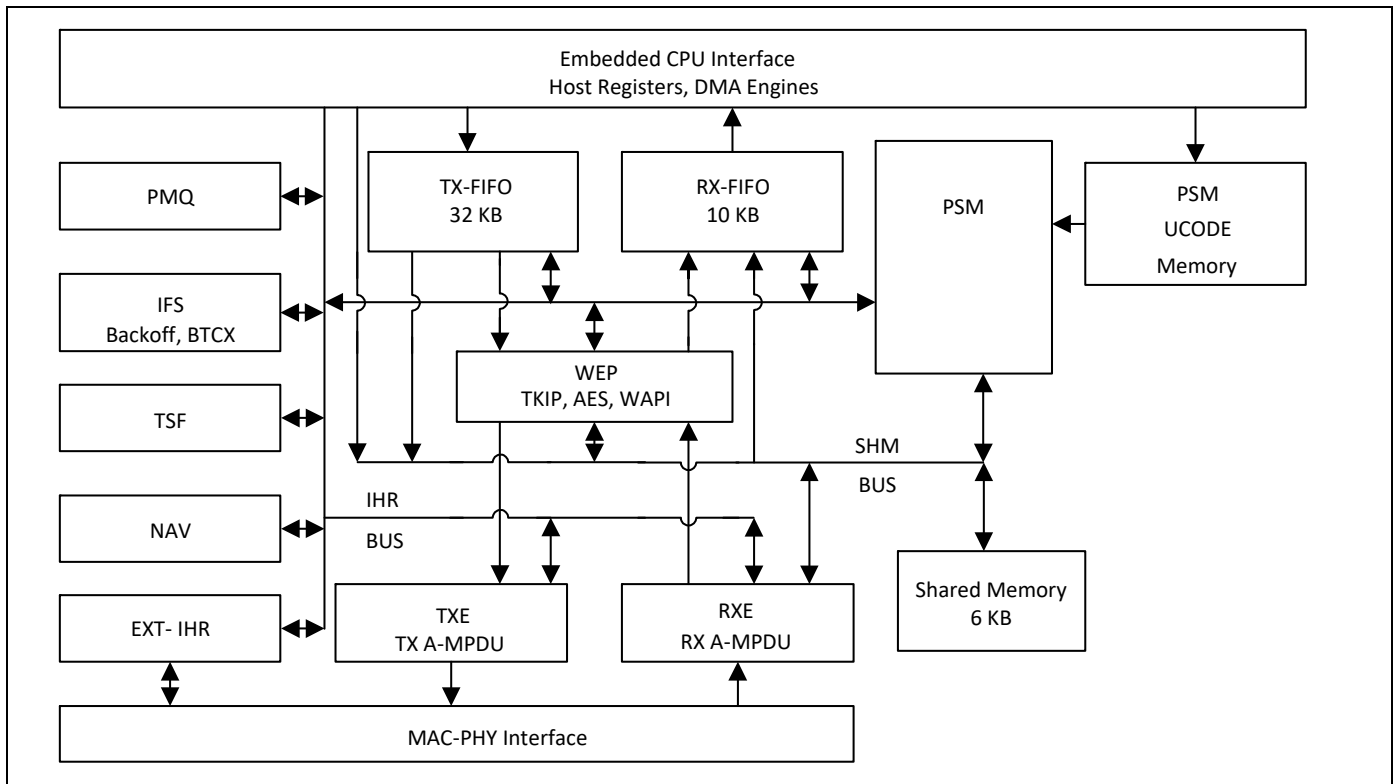 Embedded CPU Interface
Host Registers, DMA Engines
PMQ
TX-FIFO
32 KB
RX-FIFO
10 KB
PSM
PSM
UCODE
Memory
IFS
Backoff, BTCX
WEP
TKIP, AES, WAPI
TSF
SHM
BUS
NAV
IHR
BUS
EXT- IHR
TXE
TX A-MPDU
RXE
RX A-MPDU
Shared Memory
6 KB
MAC-PHY Interface